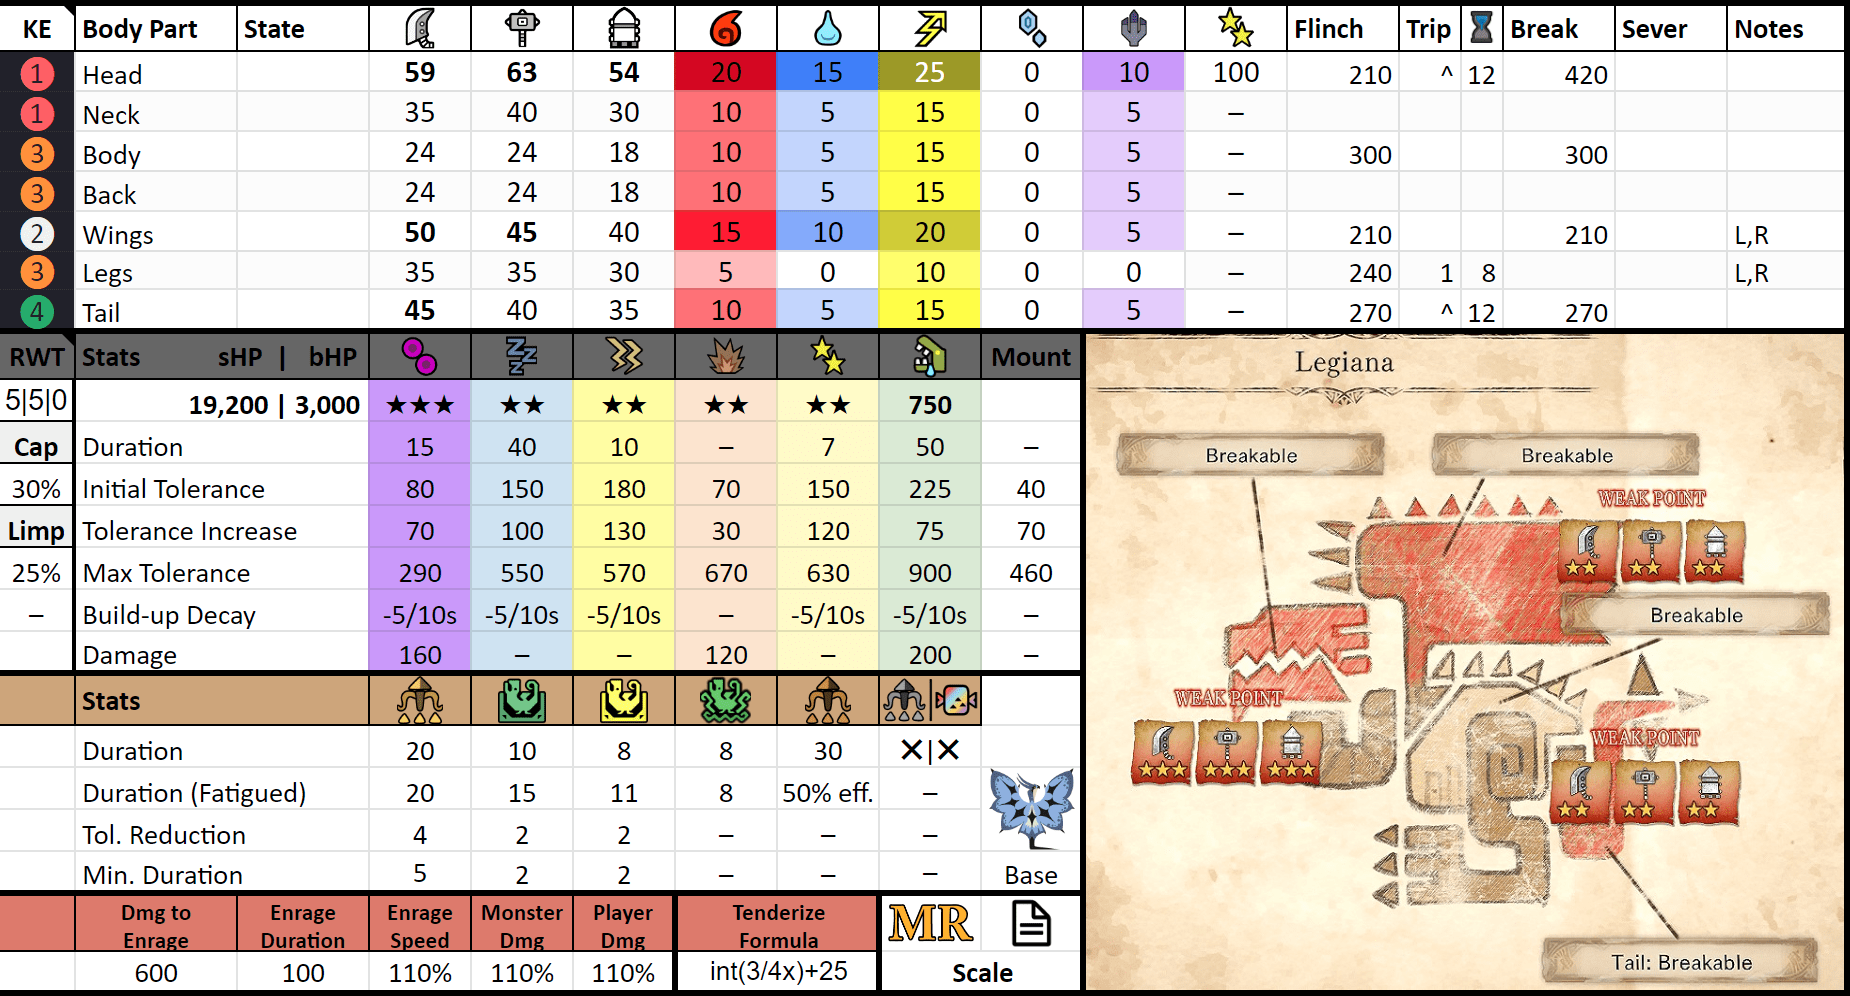 KE Body Part State Flinch Trip Break Sever Notes
1 Head 59 63 54 20 15 25 0 10 100 210 ^ 12 420
1 Neck 35 40 30 10 5 15 0 5 –
3 Body 24 24 18 10 5 15 0 5 – 300 300
3 Back 24 24 18 10 5 15 0 5 –
2 Wings 50 45 40 15 10 20 0 5 – 210 210 L,R
3 Legs 35 35 30 5 0 10 0 0 – 240 1 8 L,R
4 Tail 45 40 35 10 5 15 0 5 – 270 ^ 12 270
RWT Stats sHP | bHP Mount
5|5|0 19,200 | 3,000 ★★★ ★★ ★★ ★★ ★★ 750
Cap Duration 15 40 10 – 7 50 –
30% Initial Tolerance 80 150 180 70 150 225 40
Limp Tolerance Increase 70 100 130 30 120 75 70
25% Max Tolerance 290 550 570 670 630 900 460
– Build-up Decay -5/10s -5/10s -5/10s – -5/10s -5/10s –
Damage 160 – – 120 – 200 –
Stats
Duration 20 10 8 8 30 ✕|✕
Duration (Fatigued) 20 15 11 8 50% eff. –
Tol. Reduction 4 2 2 – – –
Min. Duration 5 2 2 – – – Base
Dmg to Enrage Enrage Duration Enrage Speed Monster Dmg Player Dmg Tenderize Formula MR
600 100 110% 110% 110% int(3/4x)+25 Scale
Legiana
Breakable
Breakable
WEAK POINT
Breakable
WEAK POINT
WEAK POINT
Tail: Breakable